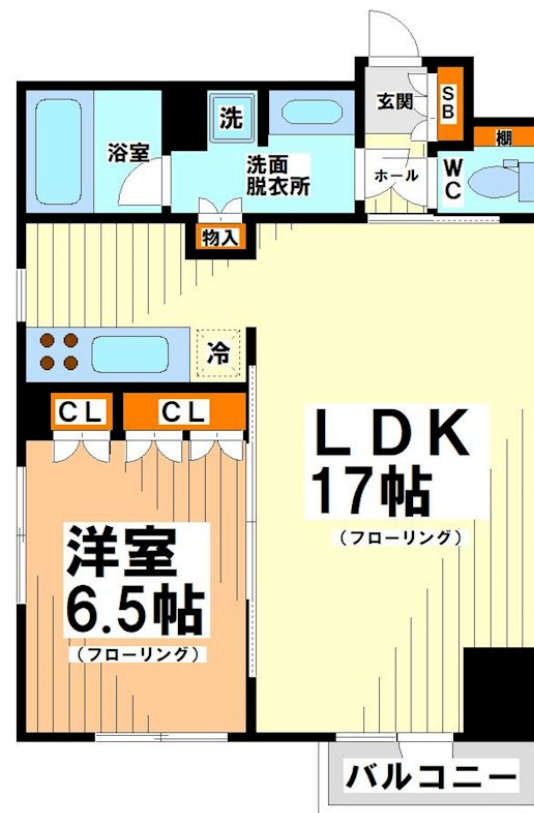 玄関
SB
棚
洗
浴室
洗面
脱衣所
ホール
WC
物入
冷
CL
CL
LDK
17帖
(フローリング)
洋室
6.5帖
(フローリング)
バルコニー